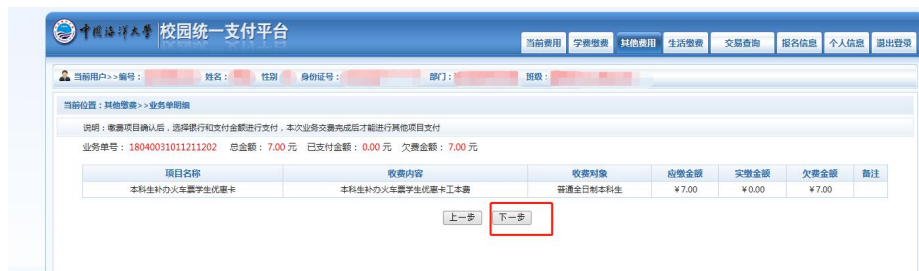 中国海洋大学 校园统一支付平台
当前费用 学费缴费 其他费用 生活缴费 交易查询 报名信息 个人信息 退出登录
当前用户>>编号： 姓名： 性别 身份证号： 部门： 班级：
当前位置：其他缴费>>业务单明细
说明：缴费项目确认后，选择银行和支付金额进行支付，本次业务交费完成后才能进行其他项目支付
业务单号： 18040031011211202 总金额： 7.00 元 已支付金额： 0.00 元 欠费金额： 7.00 元
项目名称 收费内容 收费对象 应缴金额 实缴金额 欠费金额 备注
本科生补办火车票学生优惠卡 本科生补办火车票学生优惠卡工本费 普通全日制本科生 ￥7.00 ￥0.00 ￥7.00
上一步 下一步